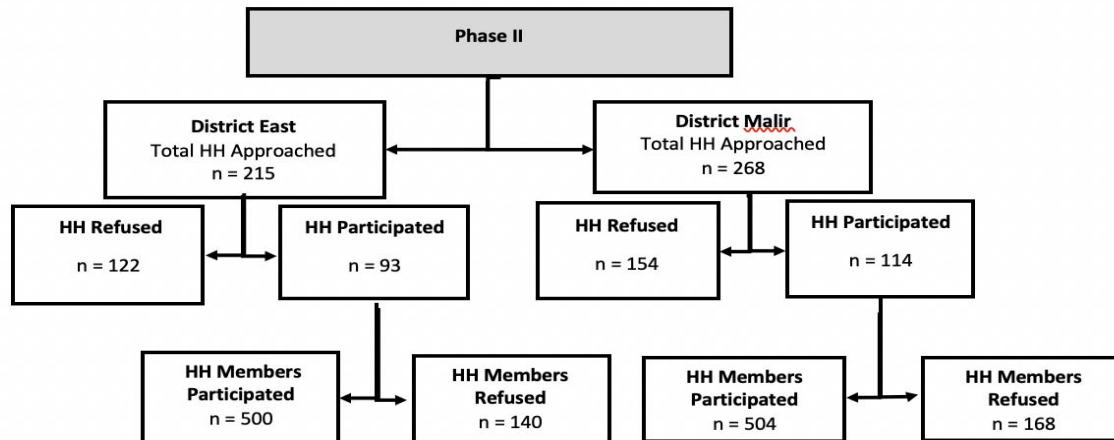 Phase II
District East
Total HH Approached
n = 215
District Malir
Total HH Approached
n = 268
HH Refused
n = 122
HH Participated
n = 93
HH Refused
n = 154
HH Participated
n = 114
HH Members
Participated
n = 500
HH Members
Refused
n = 140
HH Members
Participated
n = 504
HH Members
Refused
n = 168